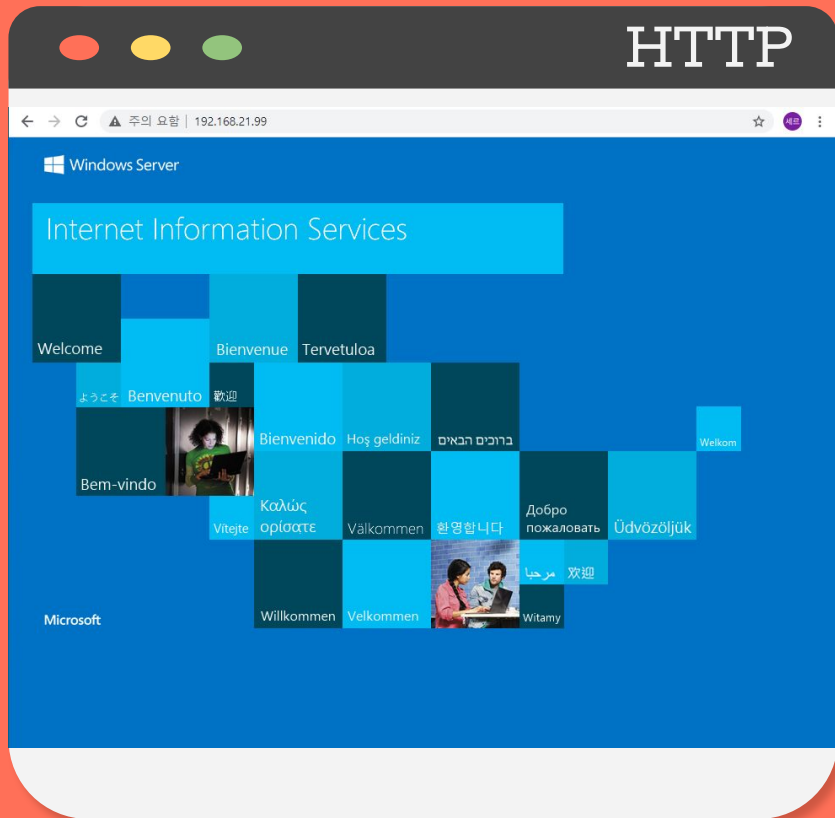 HTTP
주의 요함 | 192.168.21.99
세르
Windows Server
Internet Information Services
Welcome
Bienvenue
Tervetuloa
ようこそ
Benvenuto
歡迎
Bienvenido
Hoş geldiniz
ברוכים הבאים
Welkom
Bem-vindo
Vítejte
Καλώς
ορίσατε
Välkommen
환영합니다
Добро
пожаловать
Üdvözöljük
مرحبا
欢迎
Willkommen
Velkommen
Witamy
Microsoft